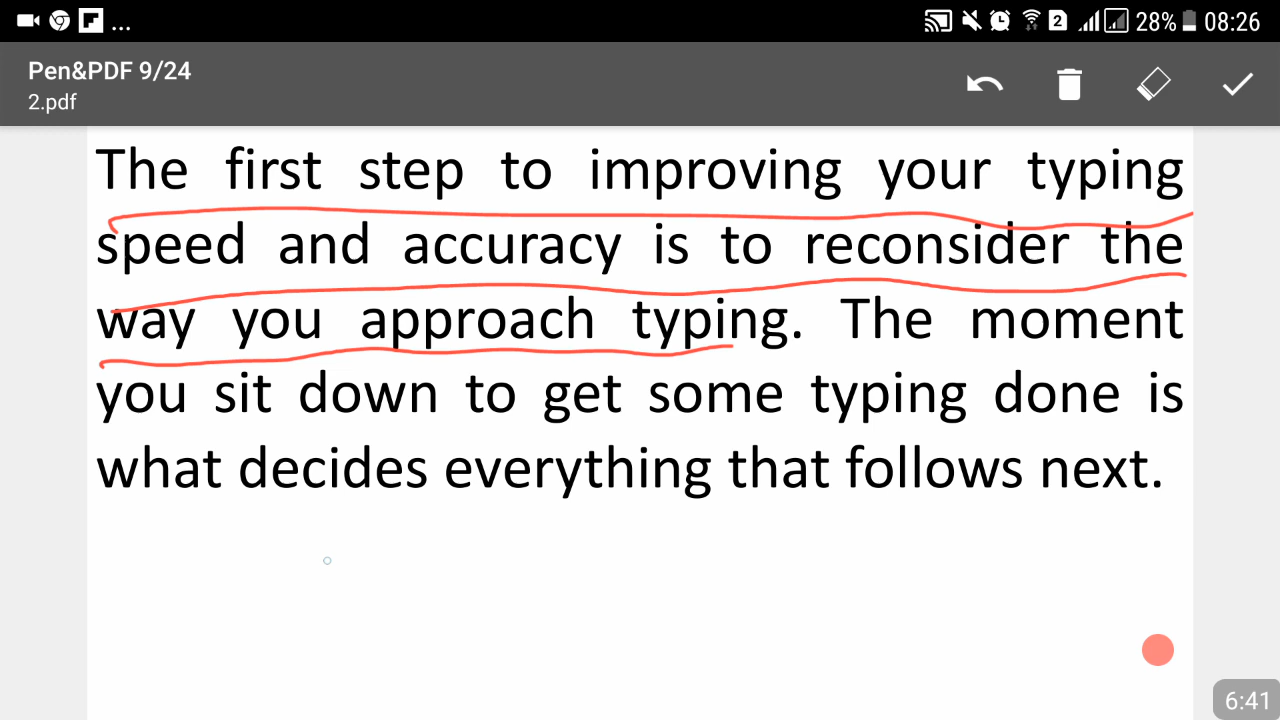 ... 2 28% 08:26
Pen&PDF 9/24
2.pdf
The first step to improving your typing
speed and accuracy is to reconsider the
way you approach typing. The moment
you sit down to get some typing done is
what decides everything that follows next.
6:41